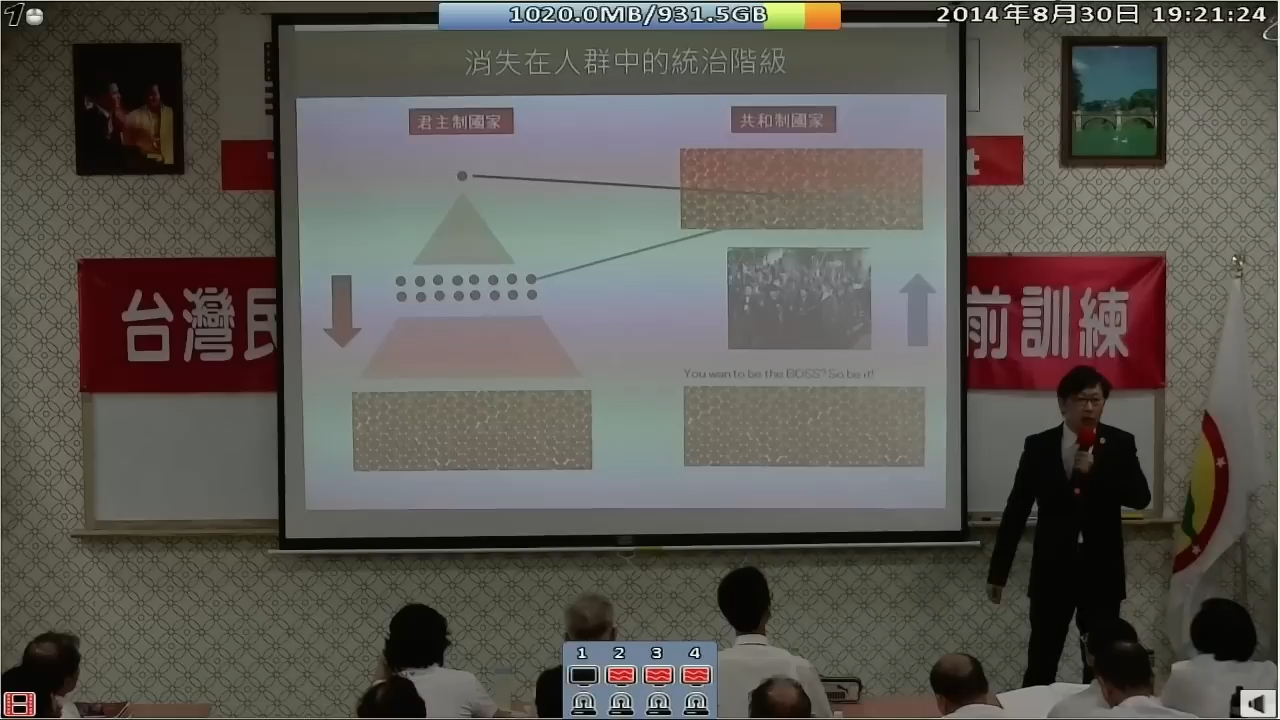 1020.0MB/931.5GB
2014年8月30日 19:21:24
消失在人群中的統治階級
君主制國家
共和制國家
t
台灣民
前訓練
You wan to be the BOSS? So be it!
1 2 3 4